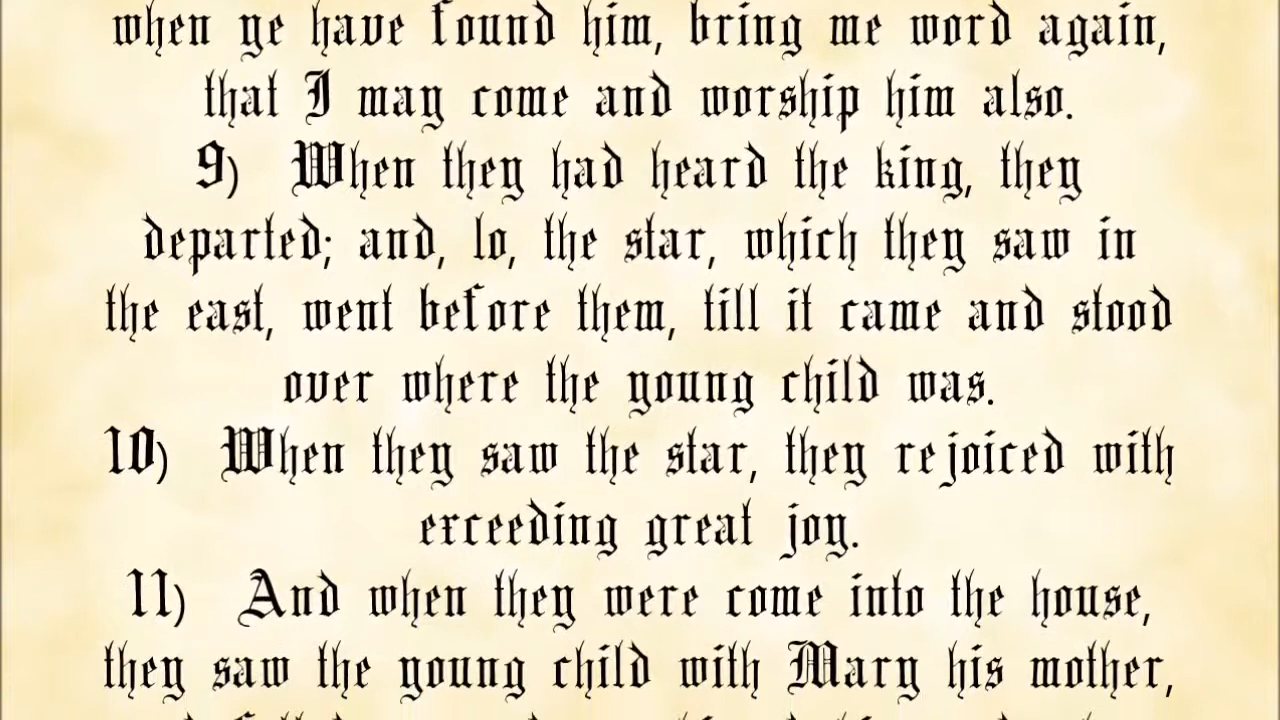 when ye have found him, bring me word again,
that I may come and worship him also.
9) When they had heard the king, they
departed; and, lo, the star, which they saw in
the east, went before them, till it came and stood
over where the young child was.
10) When they saw the star, they rejoiced with
exceeding great joy.
11) And when they were come into the house,
they saw the young child with Mary his mother,